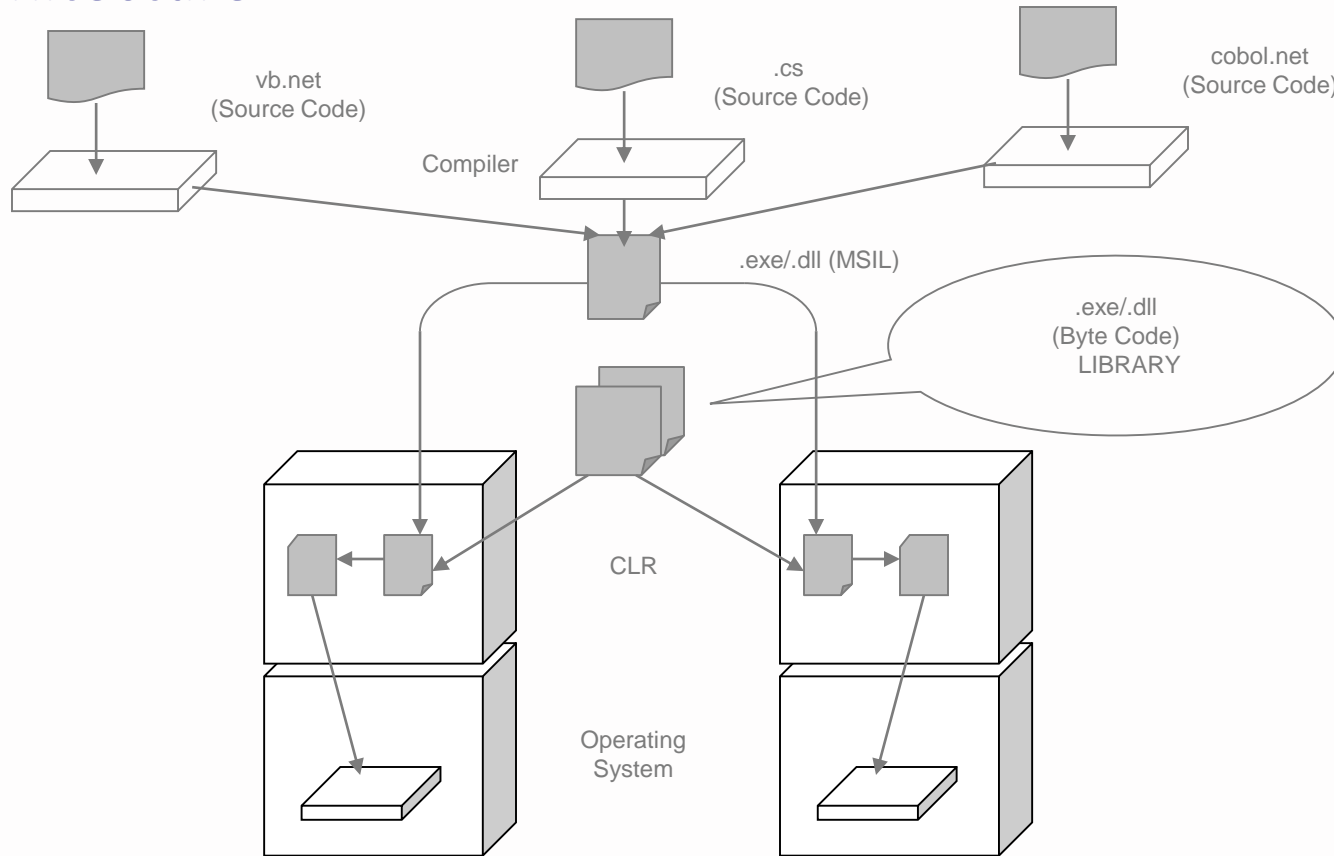 vb.net
(Source Code)
.cs
(Source Code)
cobol.net
(Source Code)
Compiler
.exe/.dll (MSIL)
.exe/.dll
(Byte Code)
LIBRARY
CLR
Operating
System